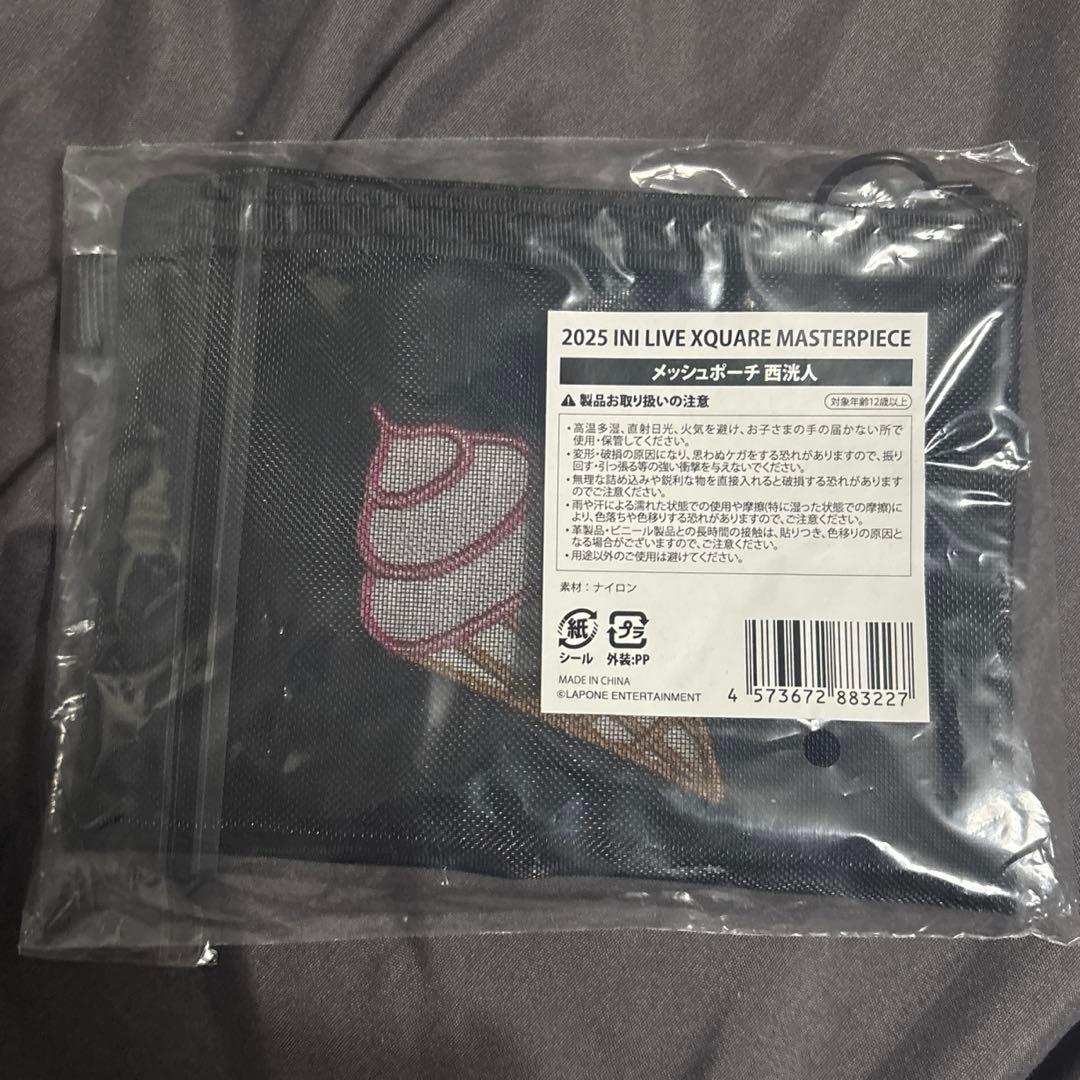 2025 INI LIVE XQUARE MASTERPIECE
メッシュポーチ 西洸人
製品お取り扱いの注意
対象年齢12歳以上
・高温多湿、直射日光、火気を避け、お子さまの手の届かない所で
使用・保管してください。
・変形・破損の原因になり、思わぬケガをする恐れがありますので、振り
回す・引っ張る等の強い衝撃を与えないでください。
・無理な詰め込みや鋭利な物を直接入れると破損する恐れがあります
のでご注意ください。
・雨や汗による濡れた状態での使用や摩擦(特に湿った状態での摩擦)に
より、色落ちや色移りする恐れがありますので、ご注意ください。
・革製品・ビニール製品との長時間の接触は、貼りつき、色移りの原因と
なる場合がございますので、ご注意ください。
・用途以外のご使用は避けてください。
素材：ナイロン
紙
プラ
シール 外装:PP
MADE IN CHINA
©LAPONE ENTERTAINMENT
4 573672 883227